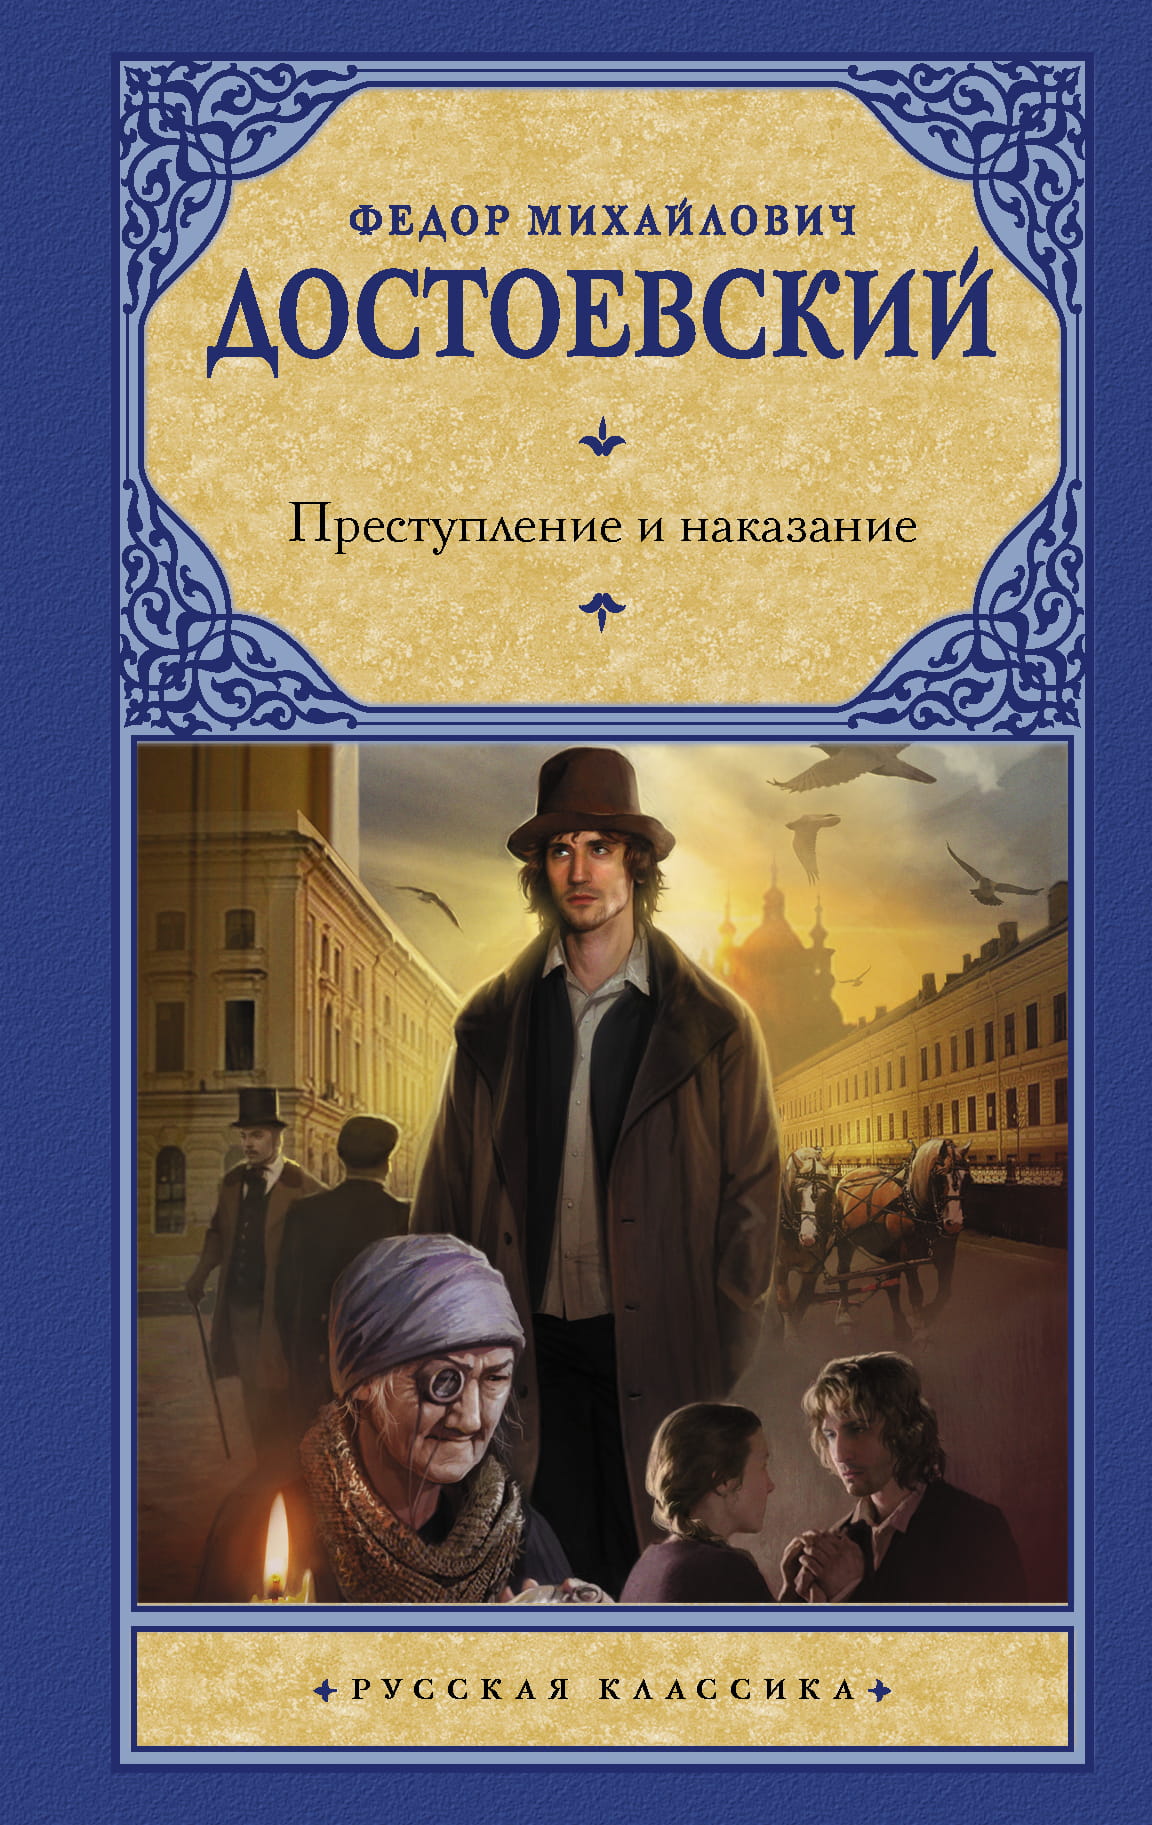 ФЕДОР МИХАЙЛОВИЧ
ДОСТОЕВСКИЙ
Преступление и наказание
РУССКАЯ КЛАССИКА